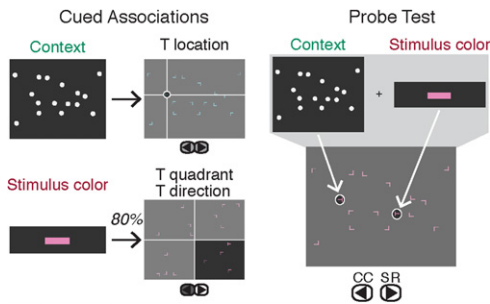 Cued Associations
Context
T location
Stimulus color
80%
T quadrant
T direction
Probe Test
Context
Stimulus color
+
CC SR